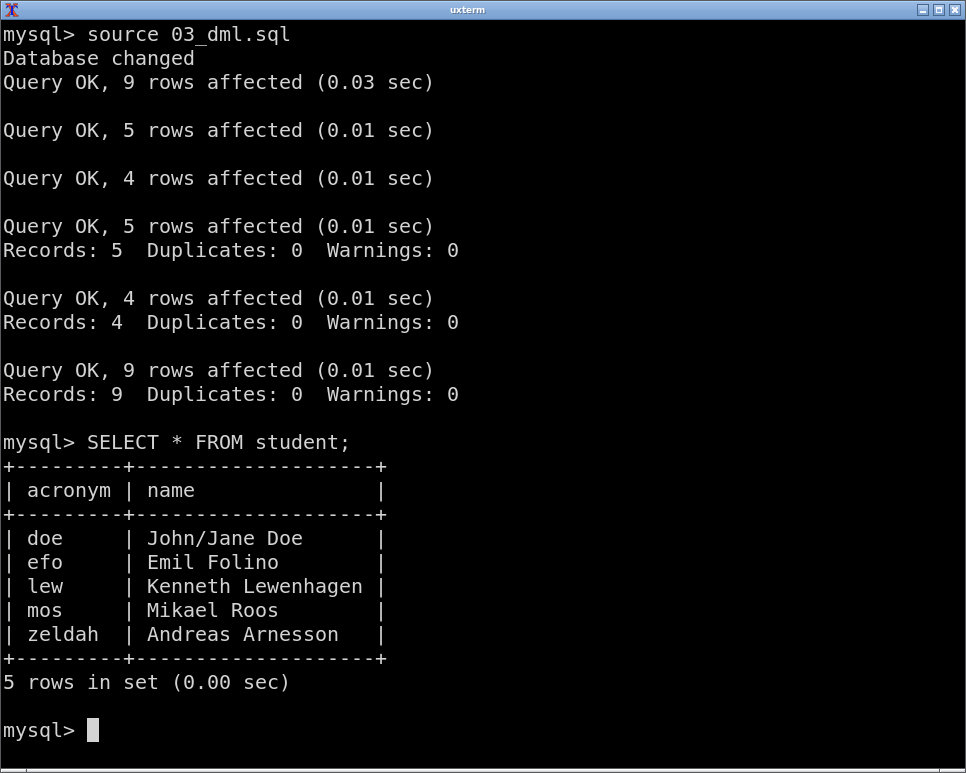 uxterm
mysql> source 03_dml.sql
Database changed
Query OK, 9 rows affected (0.03 sec)

Query OK, 5 rows affected (0.01 sec)

Query OK, 4 rows affected (0.01 sec)

Query OK, 5 rows affected (0.01 sec)
Records: 5  Duplicates: 0  Warnings: 0

Query OK, 4 rows affected (0.01 sec)
Records: 4  Duplicates: 0  Warnings: 0

Query OK, 9 rows affected (0.01 sec)
Records: 9  Duplicates: 0  Warnings: 0

mysql> SELECT * FROM student;
+---------+--------------------+
| acronym | name               |
+---------+--------------------+
| doe     | John/Jane Doe      |
| efo     | Emil Folino        |
| lew     | Kenneth Lewenhagen |
| mos     | Mikael Roos        |
| zeldah  | Andreas Arnesson   |
+---------+--------------------+
5 rows in set (0.00 sec)

mysql>